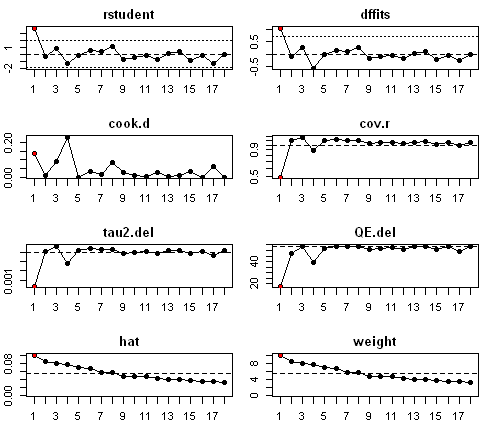 rstudent
1
-2
1 3 5 7 9 11 13 15 17
dffits
0.5
-0.5
1 3 5 7 9 11 13 15 17
cook.d
0.20
0.00
1 3 5 7 9 11 13 15 17
cov.r
0.9
0.5
1 3 5 7 9 11 13 15 17
tau2.del
0.001
1 3 5 7 9 11 13 15 17
QE.del
40
20
1 3 5 7 9 11 13 15 17
hat
0.08
0.00
1 3 5 7 9 11 13 15 17
weight
8
4
0
1 3 5 7 9 11 13 15 17